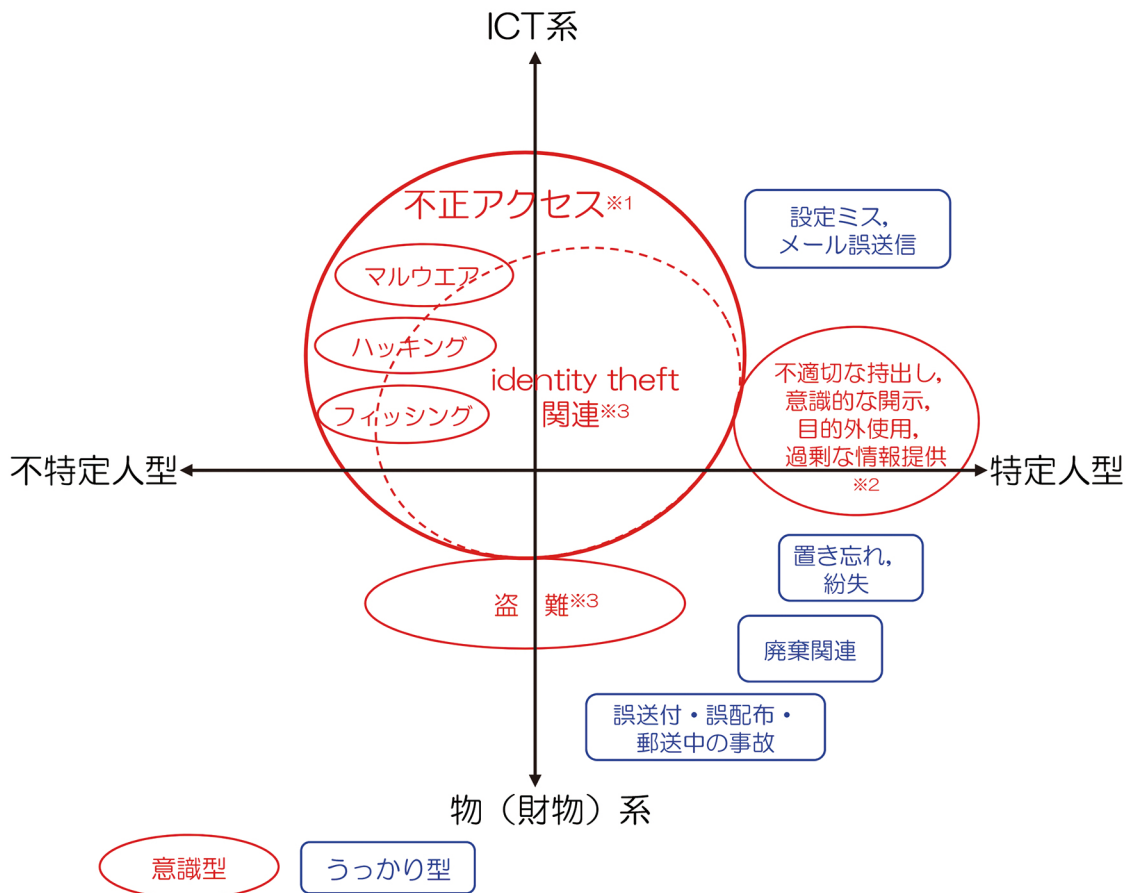 ICT系
不正アクセス※1
設定ミス，
メール誤送信
マルウエア
ハッキング
フィッシング
identity theft
関連※3
不適切な持出し，
意識的な開示，
目的外使用，
過剰な情報提供
※2
不特定人型
特定人型
置き忘れ，
紛失
盗　難※3
廃棄関連
誤送付・誤配布・
郵送中の事故
物（財物）系
意識型
うっかり型